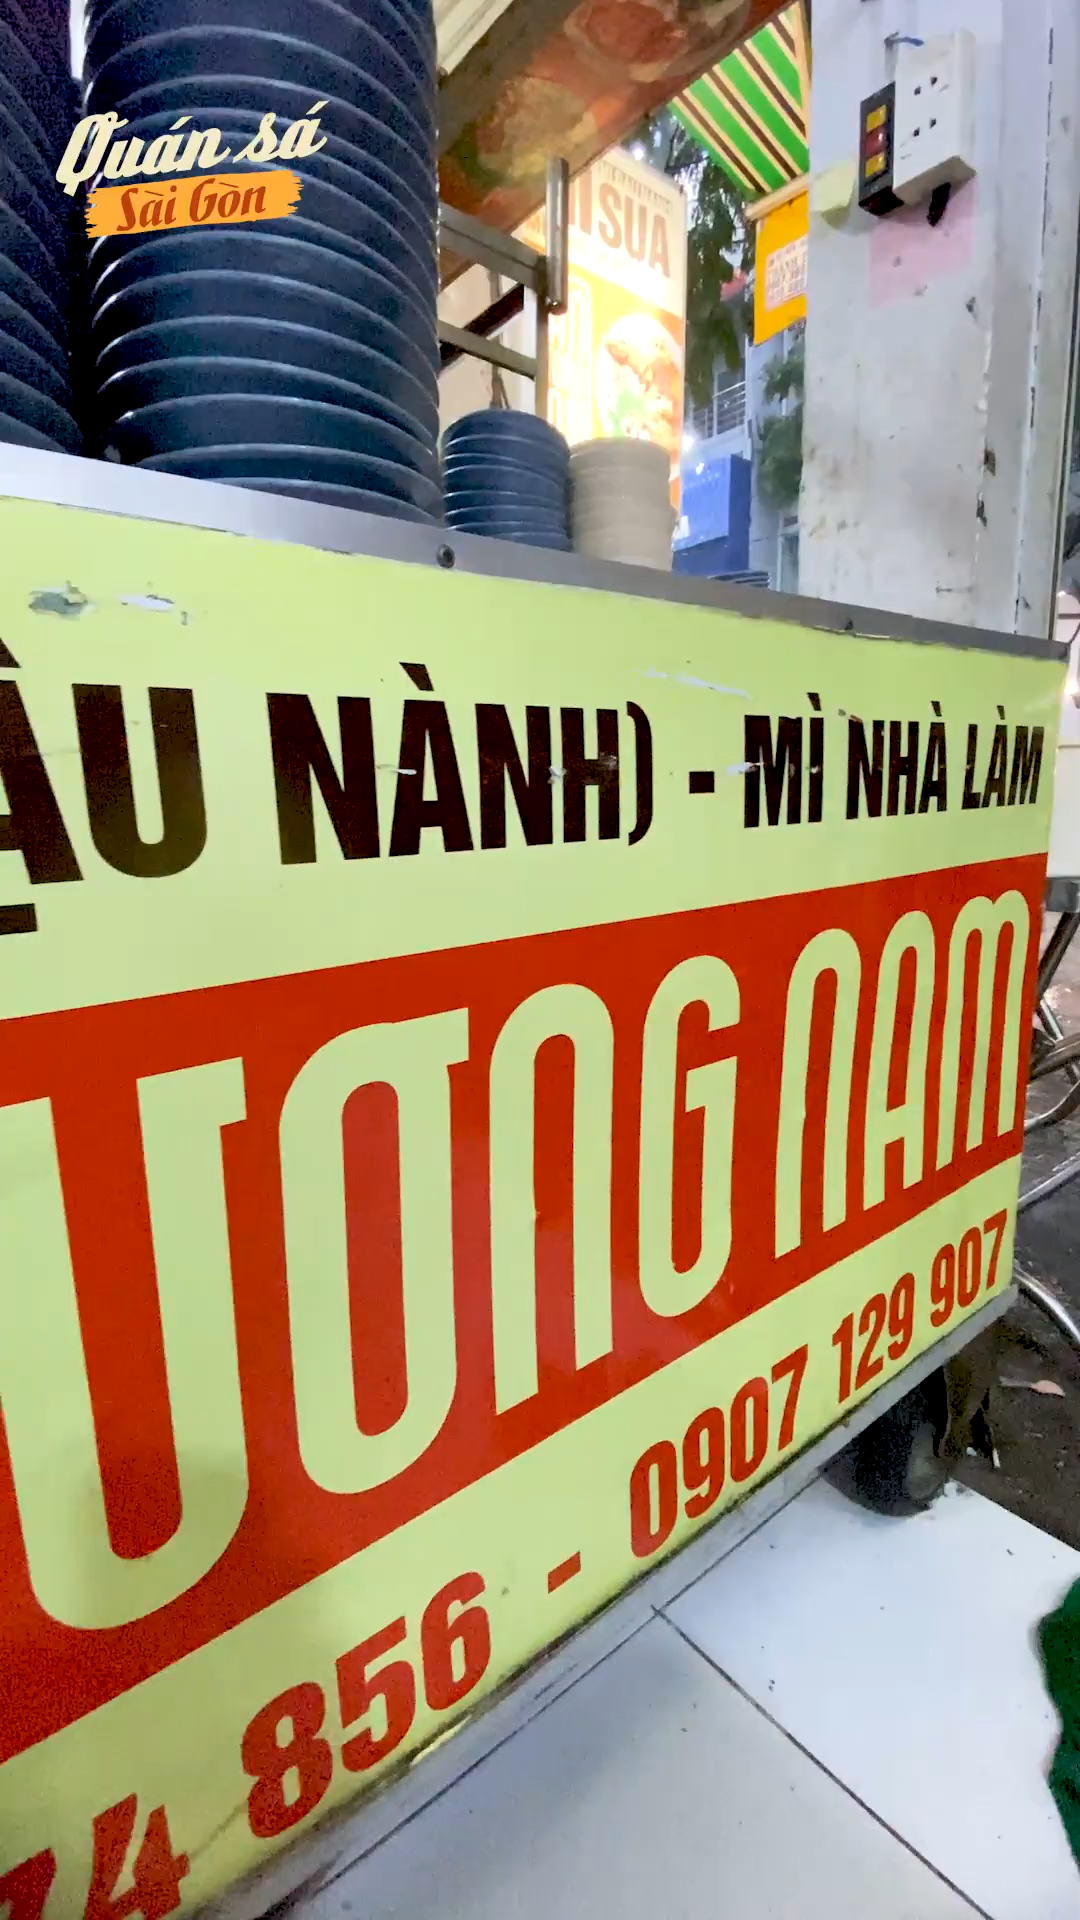 Quán sá
Sài Gòn
SUA
ẬU NÀNH) - MÌ NHÀ LÀM
ƯƠNG NAM
74 856 - 0907 129 907